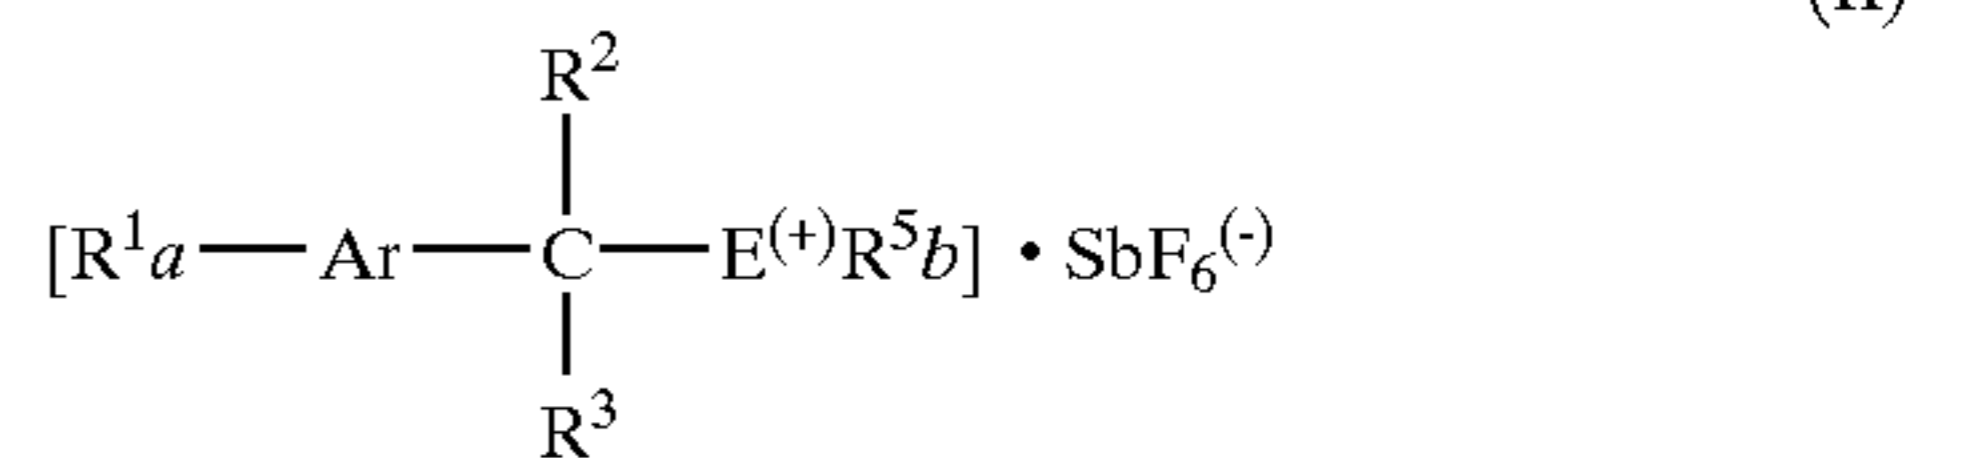 (II)
R²
[R¹a—Ar—C—E⁽⁺⁾R⁵b] • SbF₆⁽⁻⁾
R³